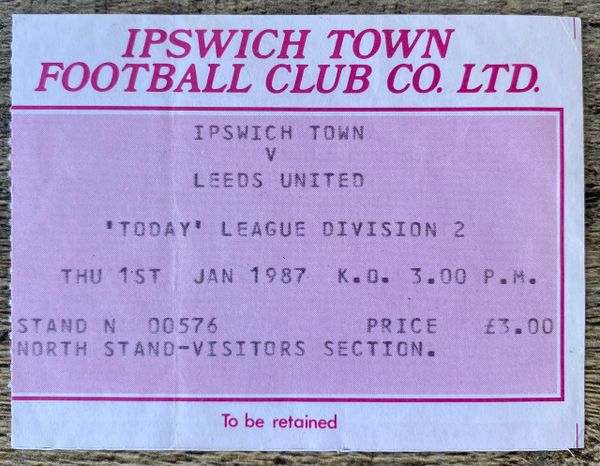 IPSWICH TOWN
FOOTBALL CLUB CO. LTD.
IPSWICH TOWN
V
LEEDS UNITED
'TODAY' LEAGUE DIVISION 2
THU 1ST JAN 1987 K.O. 3.00 P.M.
STAND N 00576 PRICE £3.00
NORTH STAND-VISITORS SECTION.
To be retained